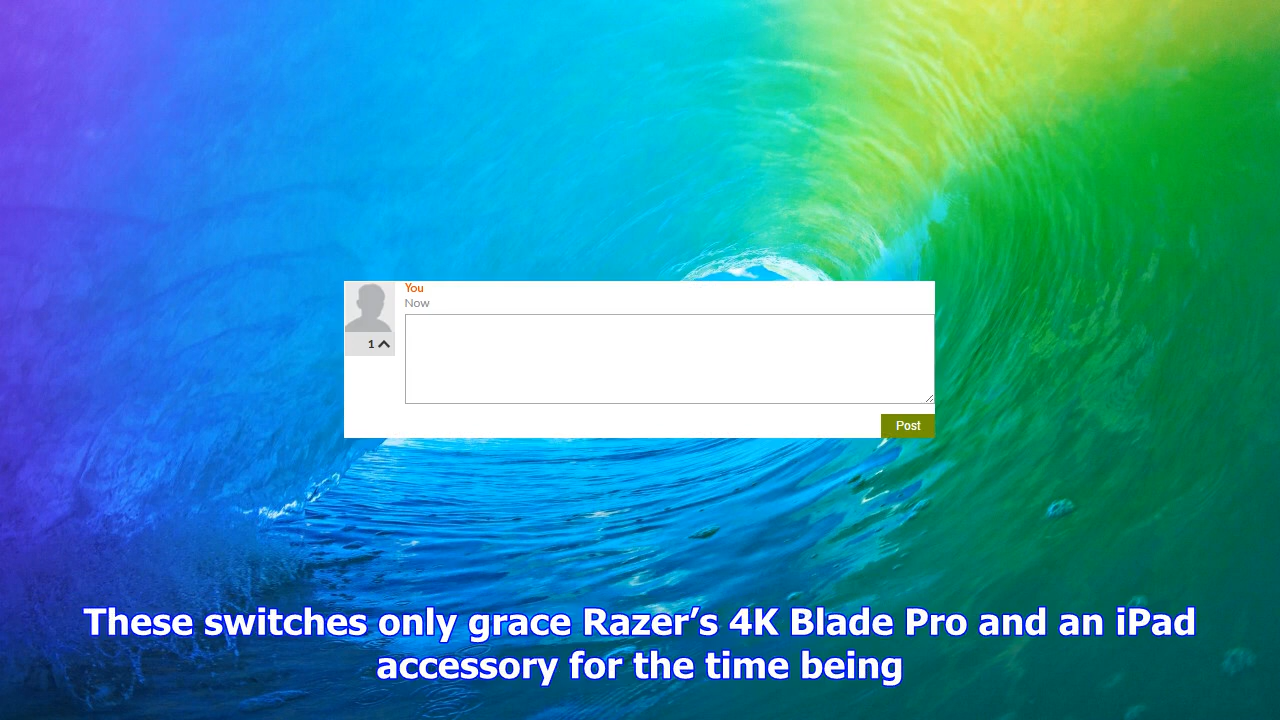 You
Now
1
Post
These switches only grace Razer’s 4K Blade Pro and an iPad
accessory for the time being